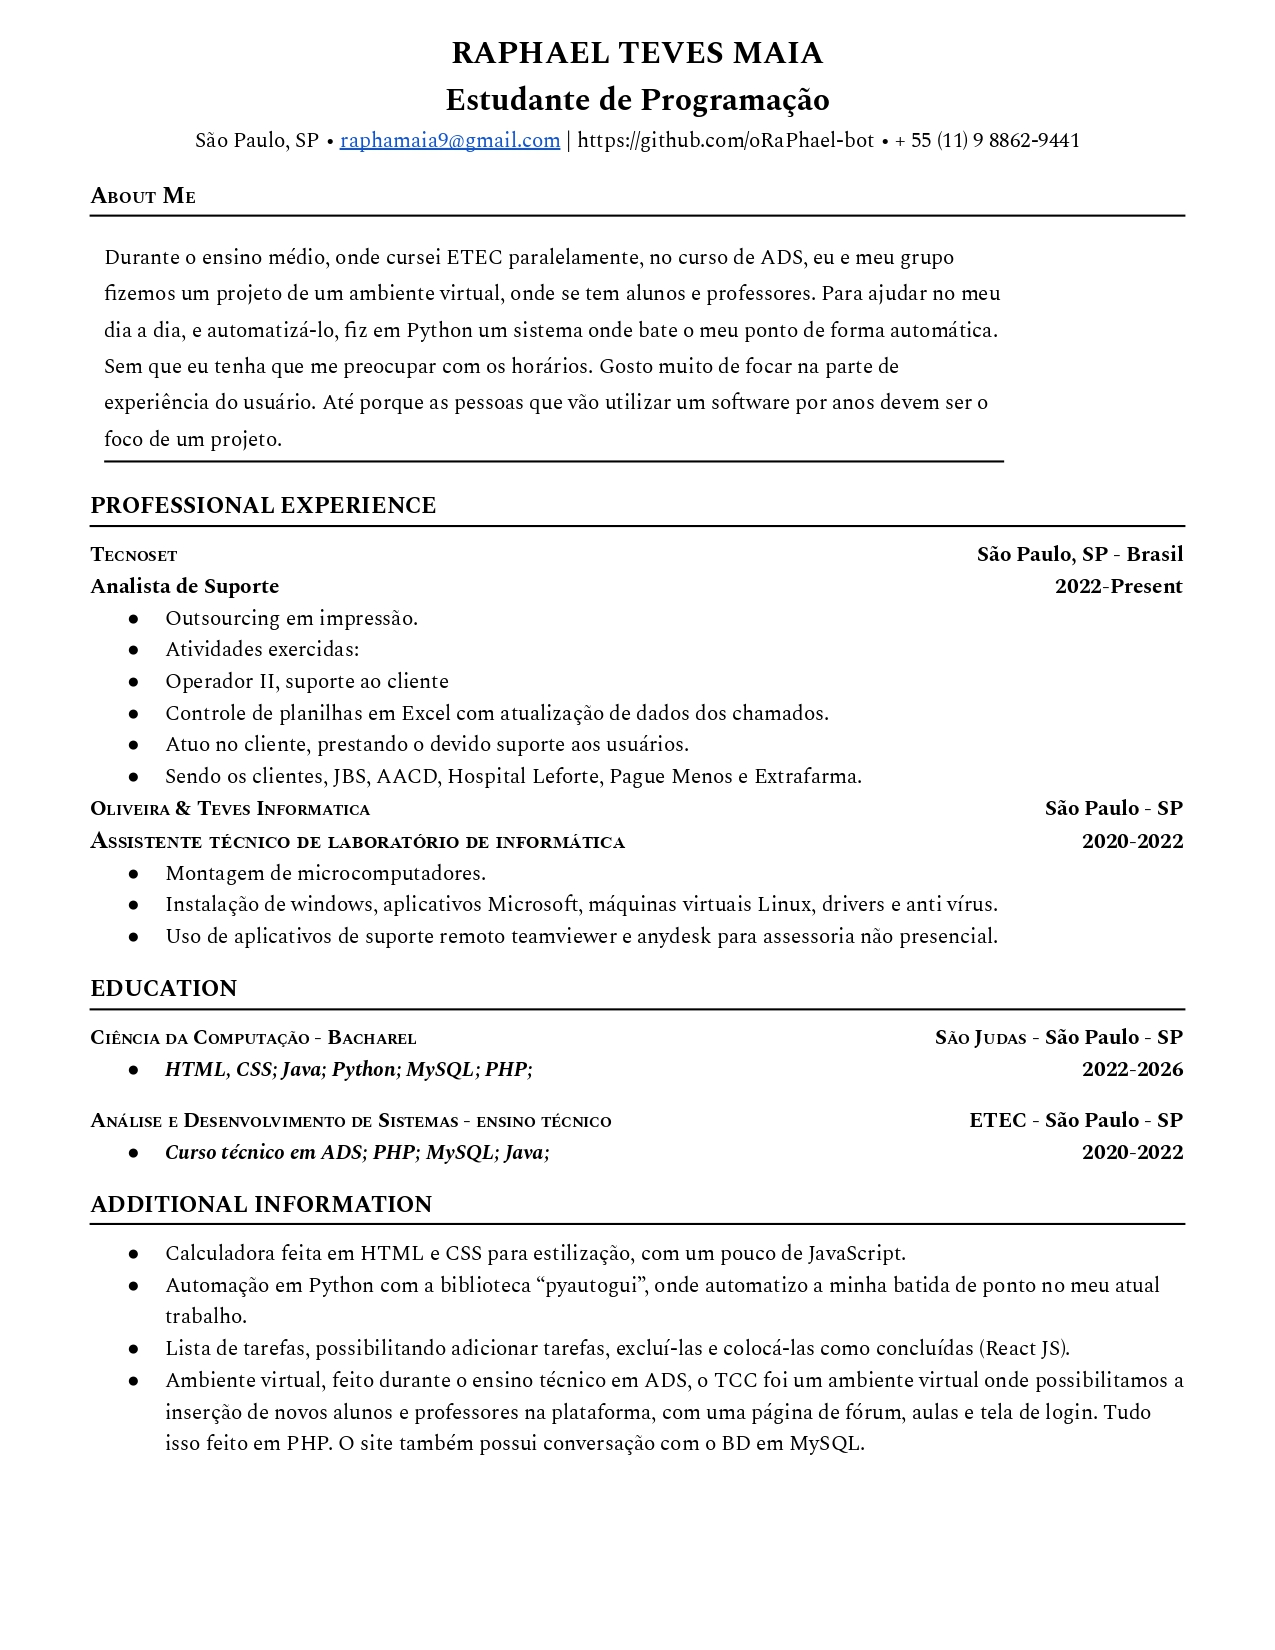 RAPHAEL TEVES MAIA
Estudante de Programação
São Paulo, SP • raphamaia9@gmail.com | https://github.com/oRaPhael-bot • + 55 (11) 9 8862-9441
About Me
Durante o ensino médio, onde cursei ETEC paralelamente, no curso de ADS, eu e meu grupo
fizemos um projeto de um ambiente virtual, onde se tem alunos e professores. Para ajudar no meu
dia a dia, e automatizá-lo, fiz em Python um sistema onde bate o meu ponto de forma automática.
Sem que eu tenha que me preocupar com os horários. Gosto muito de focar na parte de
experiência do usuário. Até porque as pessoas que vão utilizar um software por anos devem ser o
foco de um projeto.
PROFESSIONAL EXPERIENCE
Tecnoset São Paulo, SP - Brasil
Analista de Suporte 2022-Present
● Outsourcing em impressão.
● Atividades exercidas:
● Operador II, suporte ao cliente
● Controle de planilhas em Excel com atualização de dados dos chamados.
● Atuo no cliente, prestando o devido suporte aos usuários.
● Sendo os clientes, JBS, AACD, Hospital Leforte, Pague Menos e Extrafarma.
Oliveira & Teves Informatica São Paulo - SP
Assistente técnico de laboratório de informática 2020-2022
● Montagem de microcomputadores.
● Instalação de windows, aplicativos Microsoft, máquinas virtuais Linux, drivers e anti vírus.
● Uso de aplicativos de suporte remoto teamviewer e anydesk para assessoria não presencial.
EDUCATION
Ciência da Computação - Bacharel São Judas - São Paulo - SP
● HTML, CSS; Java; Python; MySQL; PHP; 2022-2026
Análise e Desenvolvimento de Sistemas - ensino técnico ETEC - São Paulo - SP
● Curso técnico em ADS; PHP; MySQL; Java; 2020-2022
ADDITIONAL INFORMATION
● Calculadora feita em HTML e CSS para estilização, com um pouco de JavaScript.
● Automação em Python com a biblioteca “pyautogui”, onde automatizo a minha batida de ponto no meu atual
trabalho.
● Lista de tarefas, possibilitando adicionar tarefas, excluí-las e colocá-las como concluídas (React JS).
● Ambiente virtual, feito durante o ensino técnico em ADS, o TCC foi um ambiente virtual onde possibilitamos a
inserção de novos alunos e professores na plataforma, com uma página de fórum, aulas e tela de login. Tudo
isso feito em PHP. O site também possui conversação com o BD em MySQL.